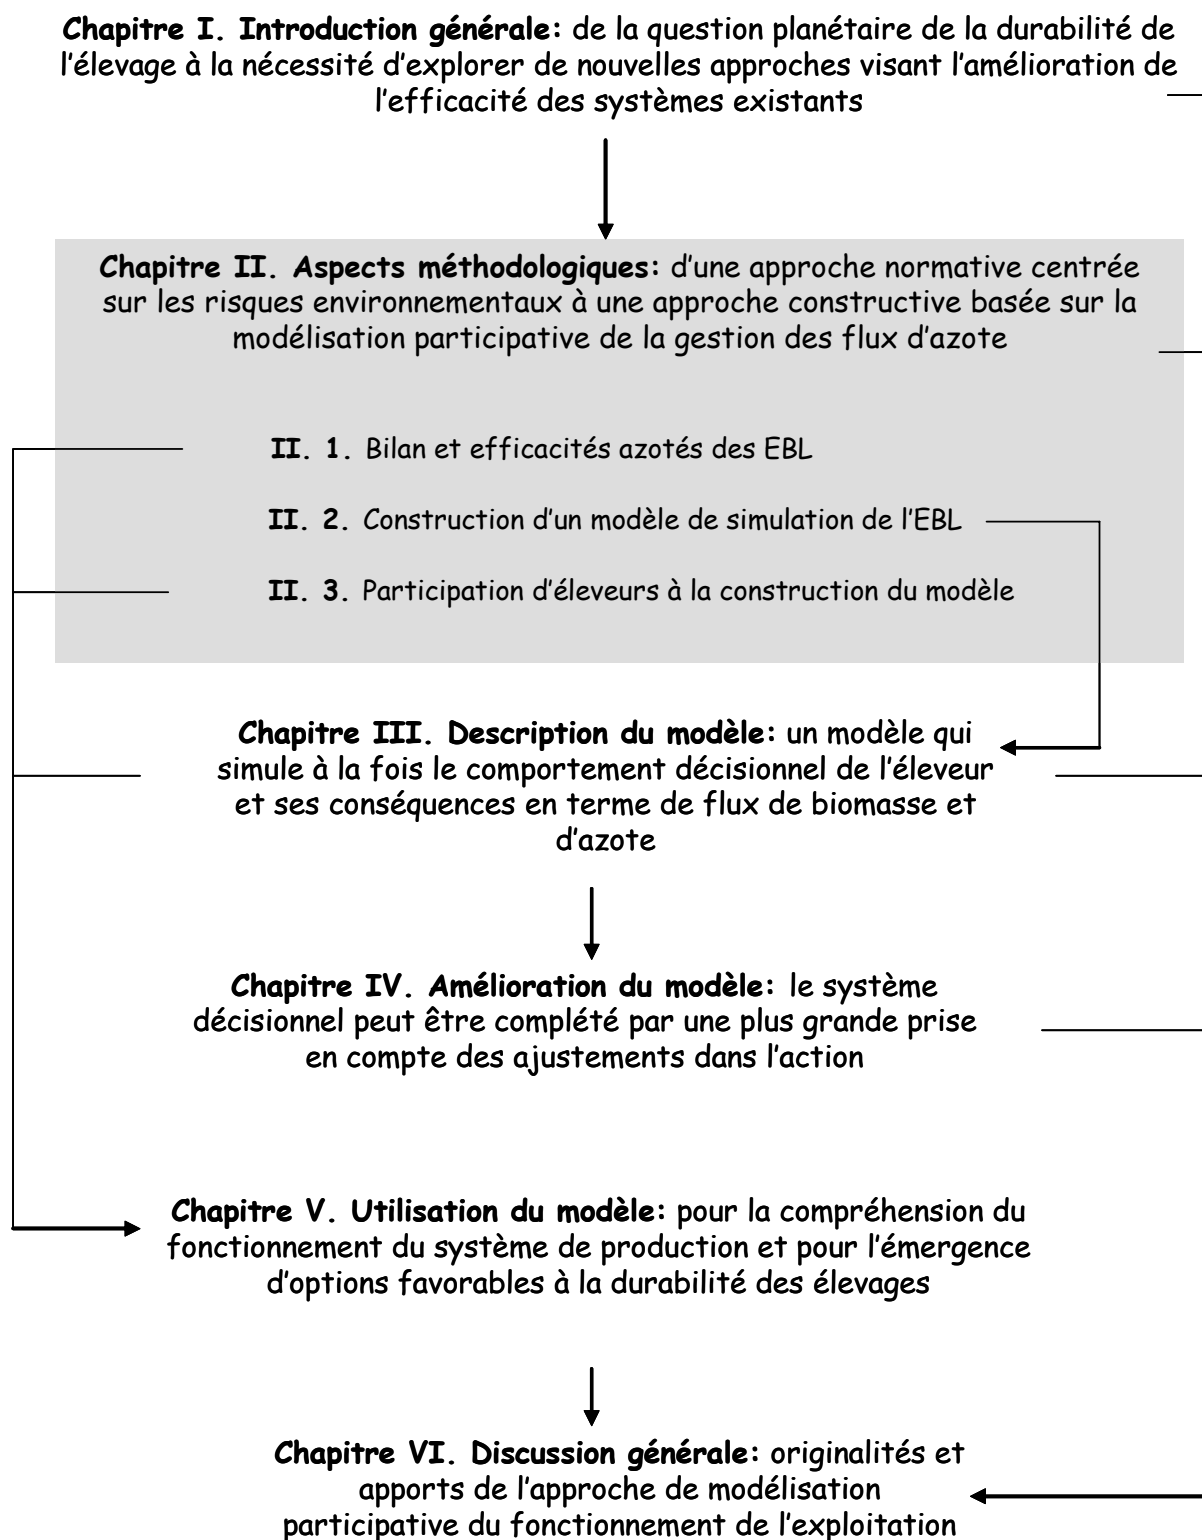 Chapitre I. Introduction générale: de la question planétaire de la durabilité de
l'élevage à la nécessité d'explorer de nouvelles approches visant l'amélioration de
l'efficacité des systèmes existants
Chapitre II. Aspects méthodologiques: d'une approche normative centrée
sur les risques environnementaux à une approche constructive basée sur la
modélisation participative de la gestion des flux d'azote
II. 1. Bilan et efficacités azotés des EBL
II. 2. Construction d'un modèle de simulation de l'EBL
II. 3. Participation d'éleveurs à la construction du modèle
Chapitre III. Description du modèle: un modèle qui
simule à la fois le comportement décisionnel de l'éleveur
et ses conséquences en terme de flux de biomasse et
d'azote
Chapitre IV. Amélioration du modèle: le système
décisionnel peut être complété par une plus grande prise
en compte des ajustements dans l'action
Chapitre V. Utilisation du modèle: pour la compréhension du
fonctionnement du système de production et pour l'émergence
d'options favorables à la durabilité des élevages
Chapitre VI. Discussion générale: originalités et
apports de l'approche de modélisation
participative du fonctionnement de l'exploitation